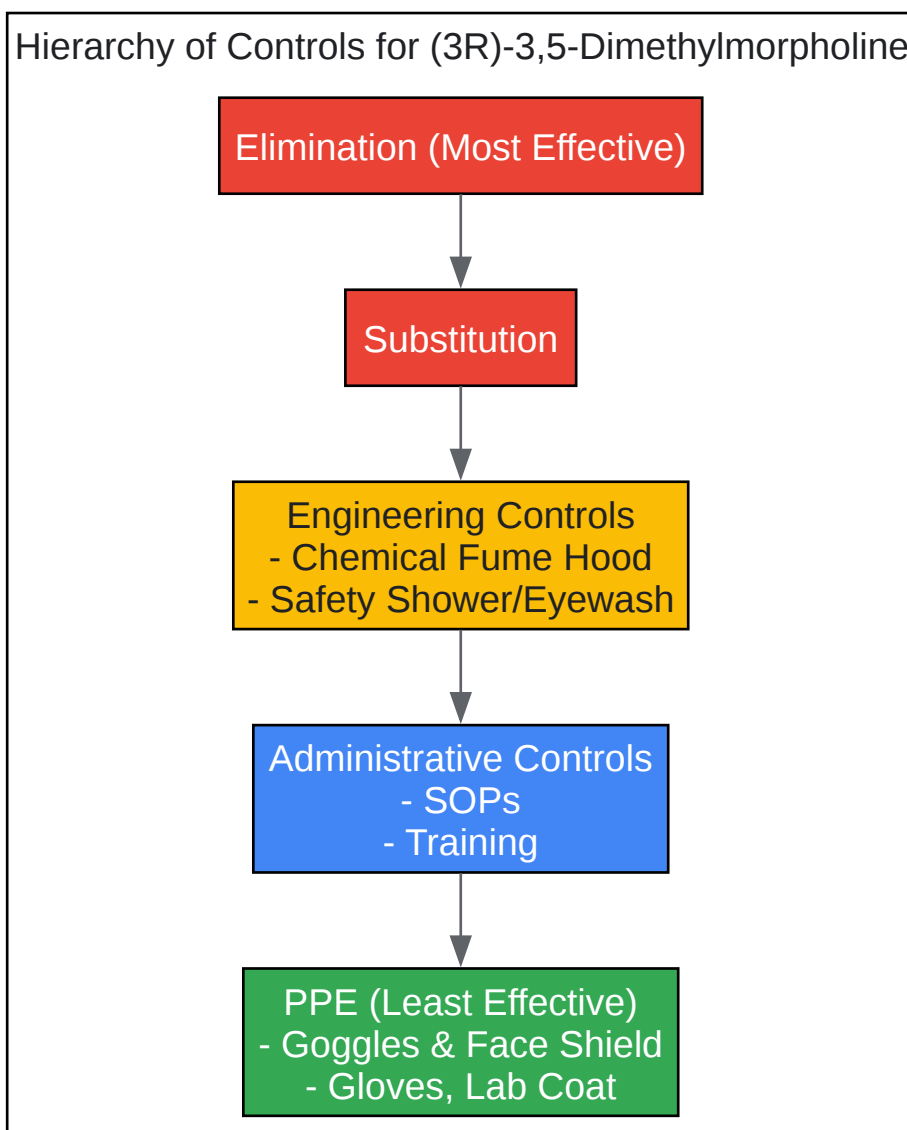 Hierarchy of Controls for (3R)-3,5-Dimethylmorpholine
Elimination (Most Effective)
Substitution
Engineering Controls
- Chemical Fume Hood
- Safety Shower/Eyewash
Administrative Controls
- SOPs
- Training
PPE (Least Effective)
- Goggles & Face Shield
- Gloves, Lab Coat